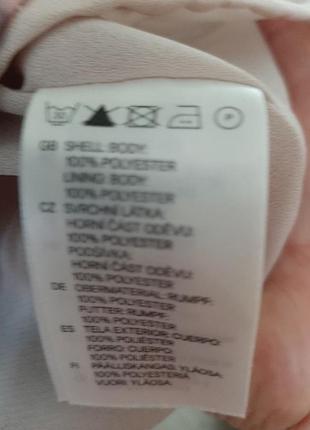 GB SHELL: BODY:
100% POLYESTER
LINING: BODY:
100% POLYESTER
CZ SVRCHNÍ LÁTKA:
HORNÍ ČÁST ODĚVU:
100% POLYESTER
PODŠÍVKA:
HORNÍ ČÁST ODĚVU:
100% POLYESTER
DE OBERMATERIAL: RUMPF:
100% POLYESTER
FUTTER: RUMPF:
100% POLYESTER
ES TELA EXTERIOR: CUERPO:
100% POLIÉSTER
FORRO: CUERPO:
100% POLIÉSTER
FI PÄÄLLISKANGAS: YLÄOSA:
100% POLYESTERIÄ
VUORI: YLÄOSA: